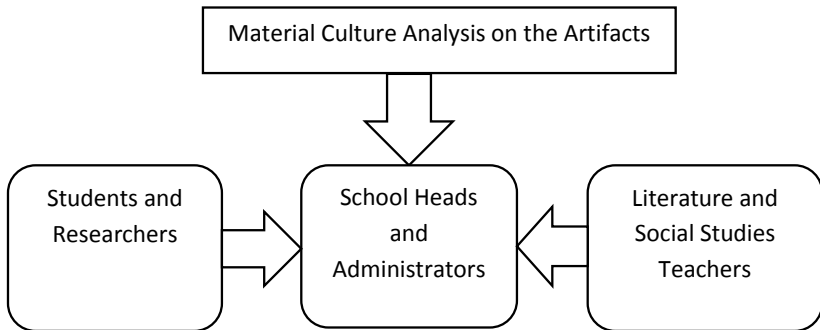 Material Culture Analysis on the Artifacts
Students and
Researchers
School Heads
and
Administrators
Literature and
Social Studies
Teachers